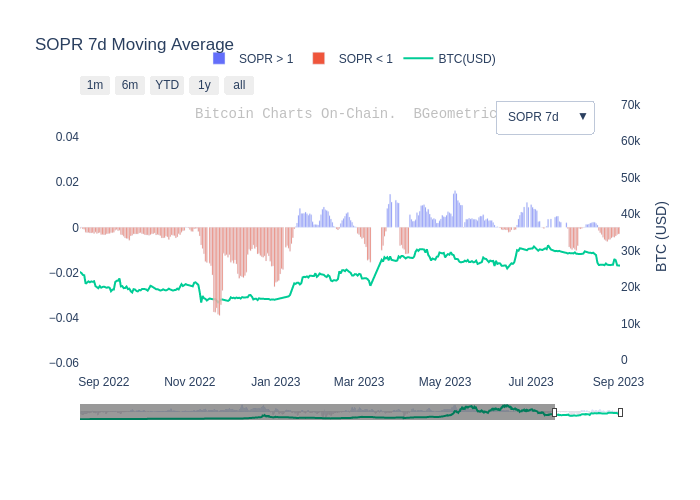 SOPR 7d Moving Average
SOPR > 1
SOPR < 1
BTC(USD)
1m
6m
YTD
1y
all
Bitcoin Charts On-Chain.  BGeometric
SOPR 7d
▼
0.04
0.02
0
−0.02
−0.04
−0.06
70k
60k
50k
40k
30k
20k
10k
0
BTC (USD)
Sep 2022
Nov 2022
Jan 2023
Mar 2023
May 2023
Jul 2023
Sep 2023